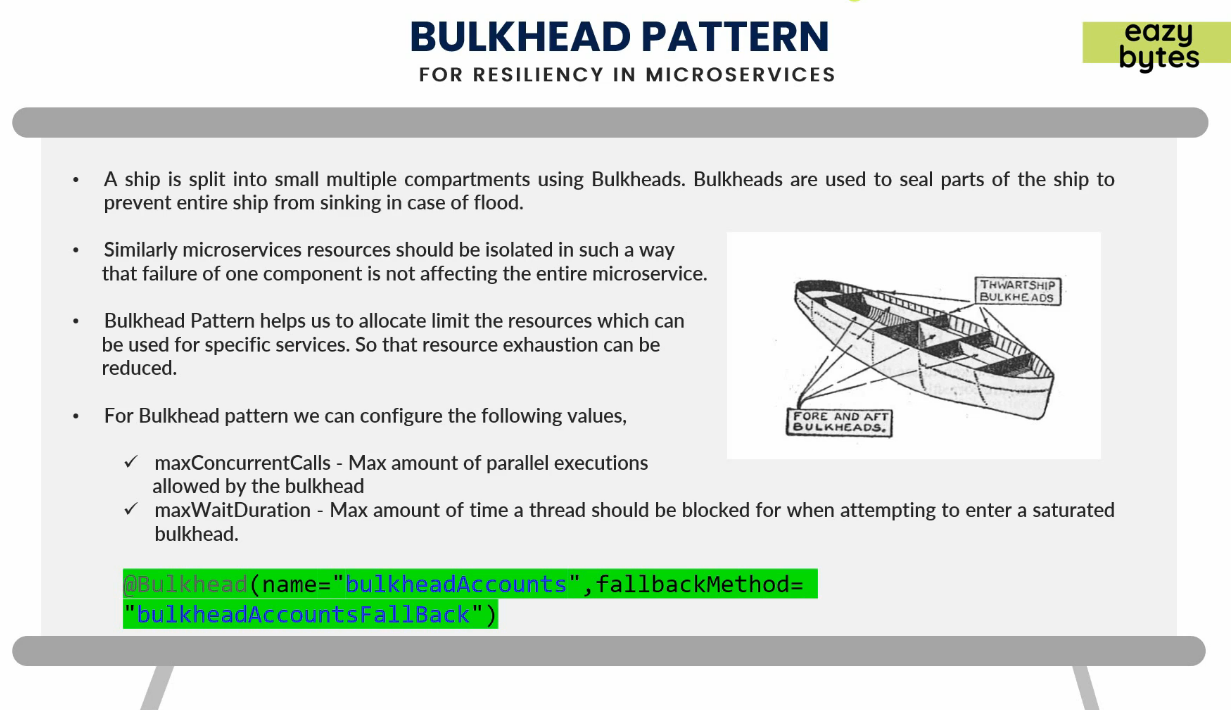 BULKHEAD PATTERN
FOR RESILIENCY IN MICROSERVICES
eazy
bytes
• A ship is split into small multiple compartments using Bulkheads. Bulkheads are used to seal parts of the ship to
prevent entire ship from sinking in case of flood.
• Similarly microservices resources should be isolated in such a way
that failure of one component is not affecting the entire microservice.
• Bulkhead Pattern helps us to allocate limit the resources which can
be used for specific services. So that resource exhaustion can be
reduced.
• For Bulkhead pattern we can configure the following values,
✓ maxConcurrentCalls - Max amount of parallel executions
allowed by the bulkhead
✓ maxWaitDuration - Max amount of time a thread should be blocked for when attempting to enter a saturated
bulkhead.
@Bulkhead(name="bulkheadAccounts",fallbackMethod=
"bulkheadAccountsFallBack")
THWARTSHIP
BULKHEADS
FORE AND AFT
BULKHEADS.